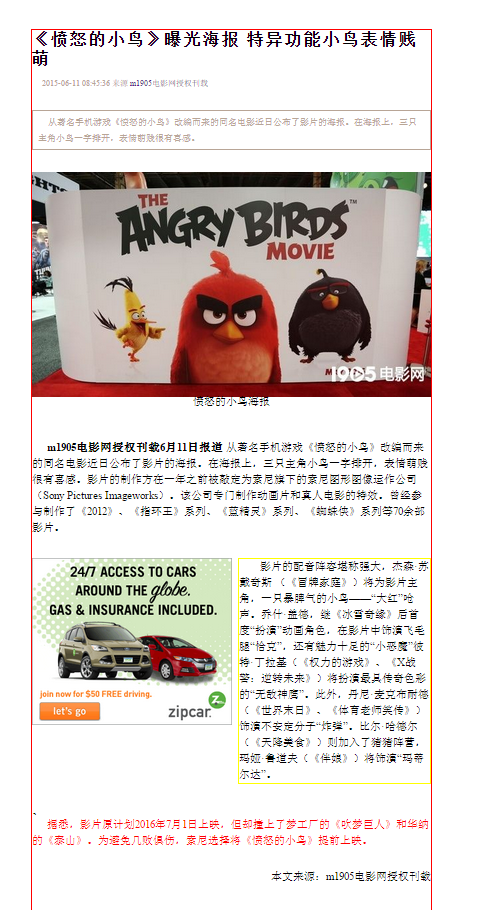 《愤怒的小鸟》曝光海报 特异功能小鸟表情贱
萌
2015-06-11 08:45:36 来源 m1905电影网授权刊载
从著名手机游戏《愤怒的小鸟》改编而来的同名电影近日公布了影片的海报。在海报上，三只
主角小鸟一字排开，表情萌贱很有喜感。
THE
ANGRY BIRDS
MOVIE
1905电影网
愤怒的小鸟海报
m1905电影网授权刊载6月11日报道 从著名手机游戏《愤怒的小鸟》改编而来
的同名电影近日公布了影片的海报。在海报上，三只主角小鸟一字排开，表情萌贱
很有喜感。影片的制作方在一年之前被敲定为索尼旗下的索尼图形图像运作公司
（Sony Pictures Imageworks）。该公司专门制作动画片和真人电影的特效。曾经参
与制作了《2012》、《指环王》系列、《蓝精灵》系列、《蜘蛛侠》系列等70余部
影片。
24/7 ACCESS TO CARS
AROUND THE globe.
GAS & INSURANCE INCLUDED.
join now for $50 FREE driving.
let's go
zipcar.
影片的配音阵容堪称强大，杰森·苏
戴奇斯 （《冒牌家庭》）将为影片主
角，一只暴脾气的小鸟——“大红”呛
声。乔什·盖德，继《冰雪奇缘》后首
度“扮演”动画角色，在影片中饰演飞毛
腿“恰克”，还有魅力十足的“小恶魔”彼
特·丁拉基（《权力的游戏》、《X战
警：逆转未来》）将扮演最具传奇色彩
的“无敌神鹰”。此外，丹尼·麦克布耐德
（《世界末日》、《体育老师笑传》）
饰演不安定分子“炸弹”。比尔·哈德尔
（《天降美食》）则加入了猪猪阵营，
玛娅·鲁道夫（《伴娘》）将饰演“玛蒂
尔达”。
、
据悉，影片原计划2016年7月1日上映，但却撞上了梦工厂的《吹梦巨人》和华纳
的《泰山》。为避免几败俱伤，索尼选择将《愤怒的小鸟》提前上映。
本文来源：m1905电影网授权刊载